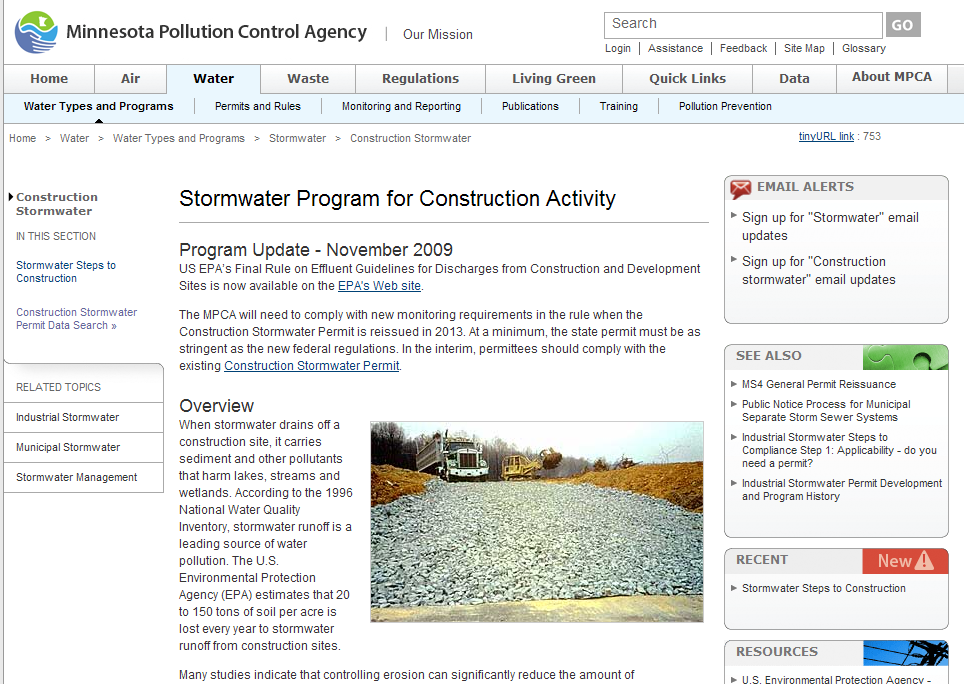 Minnesota Pollution Control Agency
Our Mission
Search
GO
Login
Assistance
Feedback
Site Map
Glossary
Home
Air
Water
Waste
Regulations
Living Green
Quick Links
Data
About MPCA
Water Types and Programs
Permits and Rules
Monitoring and Reporting
Publications
Training
Pollution Prevention
Home > Water > Water Types and Programs > Stormwater > Construction Stormwater
tinyURL link : 753
Construction
Stormwater
IN THIS SECTION
Stormwater Steps to
Construction
Construction Stormwater
Permit Data Search »
RELATED TOPICS
Industrial Stormwater
Municipal Stormwater
Stormwater Management
Stormwater Program for Construction Activity
Program Update - November 2009
US EPA's Final Rule on Effluent Guidelines for Discharges from Construction and Development
Sites is now available on the EPA's Web site.
The MPCA will need to comply with new monitoring requirements in the rule when the
Construction Stormwater Permit is reissued in 2013. At a minimum, the state permit must be as
stringent as the new federal regulations. In the interim, permittees should comply with the
existing Construction Stormwater Permit.
Overview
When stormwater drains off a
construction site, it carries
sediment and other pollutants
that harm lakes, streams and
wetlands. According to the 1996
National Water Quality
Inventory, stormwater runoff is a
leading source of water
pollution. The U.S.
Environmental Protection
Agency (EPA) estimates that 20
to 150 tons of soil per acre is
lost every year to stormwater
runoff from construction sites.
Many studies indicate that controlling erosion can significantly reduce the amount of
EMAIL ALERTS
Sign up for "Stormwater" email
updates
Sign up for "Construction
stormwater" email updates
SEE ALSO
MS4 General Permit Reissuance
Public Notice Process for Municipal
Separate Storm Sewer Systems
Industrial Stormwater Steps to
Compliance Step 1: Applicability - do you
need a permit?
Industrial Stormwater Permit Development
and Program History
RECENT
New
Stormwater Steps to Construction
RESOURCES
U.S. Environmental Protection Agency -